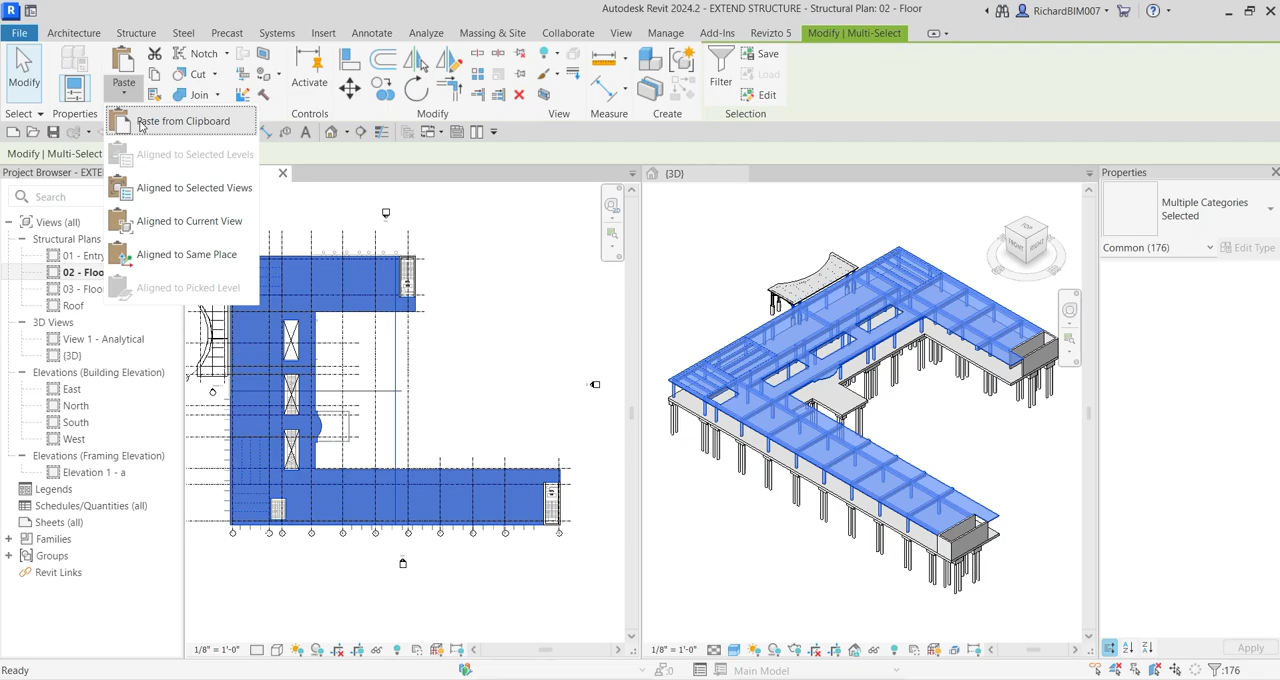 Autodesk Revit 2024.2 - EXTEND STRUCTURE - Structural Plan: 02 - Floor
RichardBIM007
File Architecture Structure Steel Precast Systems Insert Annotate Analyze Massing & Site Collaborate View Manage Add-Ins Revizto 5 Modify | Multi-Select
Modify
Paste
Notch
Cut
Join
Activate
Filter
Save
Load
Edit
Select Properties Controls Modify View Measure Create Selection
Paste from Clipboard
Aligned to Selected Levels
Aligned to Selected Views
Aligned to Current View
Aligned to Same Place
Aligned to Picked Level
Modify | Multi-Select
Project Browser - EXTE
Search
Views (all)
Structural Plans
01 - Entry
02 - Floo
03 - Floo
Roof
3D Views
View 1 - Analytical
{3D}
Elevations (Building Elevation)
East
North
South
West
Elevations (Framing Elevation)
Elevation 1 - a
Legends
Schedules/Quantities (all)
Sheets (all)
Families
Groups
Revit Links
{3D}
TOP
FRONT
RIGHT
Properties
Multiple Categories
Selected
Common (176)
Edit Type
Apply
1/8" = 1'-0"
1/8" = 1'-0"
Ready
:0
Main Model
:176